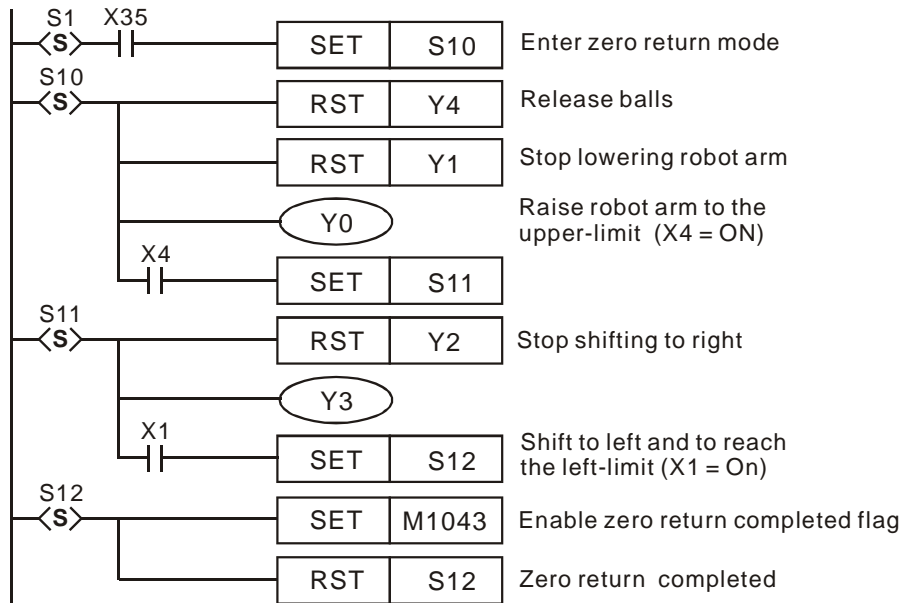 S1 X35
S SET S10 Enter zero return mode
S10
S RST Y4 Release balls
RST Y1 Stop lowering robot arm
Y0 Raise robot arm to the
upper-limit (X4 = ON)
X4
SET S11
S11
S RST Y2 Stop shifting to right
Y3
X1
SET S12 Shift to left and to reach
the left-limit (X1 = On)
S12
S SET M1043 Enable zero return completed flag
RST S12 Zero return completed